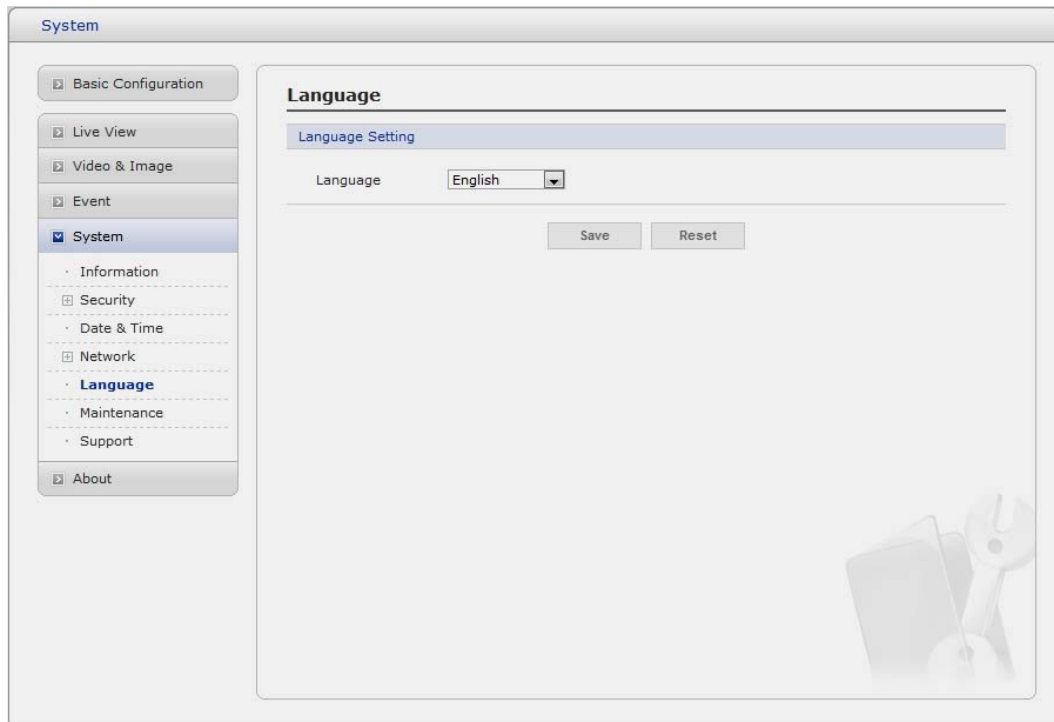 System
Basic Configuration
Live View
Video & Image
Event
System
Information
Security
Date & Time
Network
Language
Maintenance
Support
About
Language
Language Setting
Language English
Save Reset